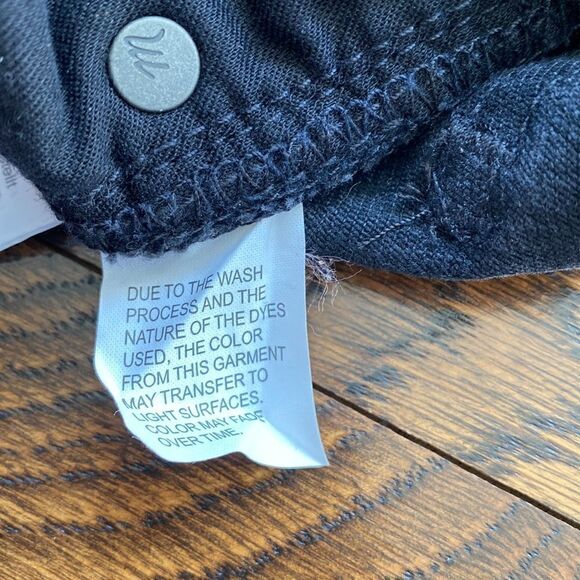 DUE TO THE WASH
PROCESS AND THE
NATURE OF THE DYES
USED, THE COLOR
FROM THIS GARMENT
MAY TRANSFER TO
LIGHT SURFACES.
COLOR MAY FADE
OVER TIME.